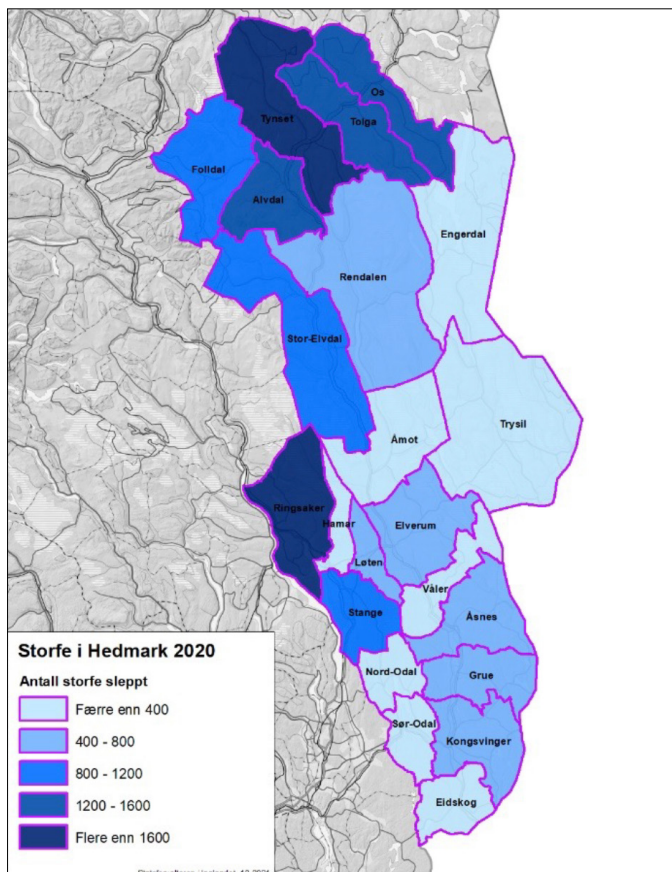 Os
Tynset
Tolga
Folldal
Alvdal
Engerdal
Rendalen
Stor-Elvdal
Trysil
Åmot
Ringsaker
Hamar
Elverum
Løten
Våler
Stange
Åsnes
Nord-Odal
Grue
Sør-Odal
Kongsvinger
Eidskog
Storfe i Hedmark 2020
Antall storfe sleppt
Færre enn 400
400 - 800
800 - 1200
1200 - 1600
Flere enn 1600